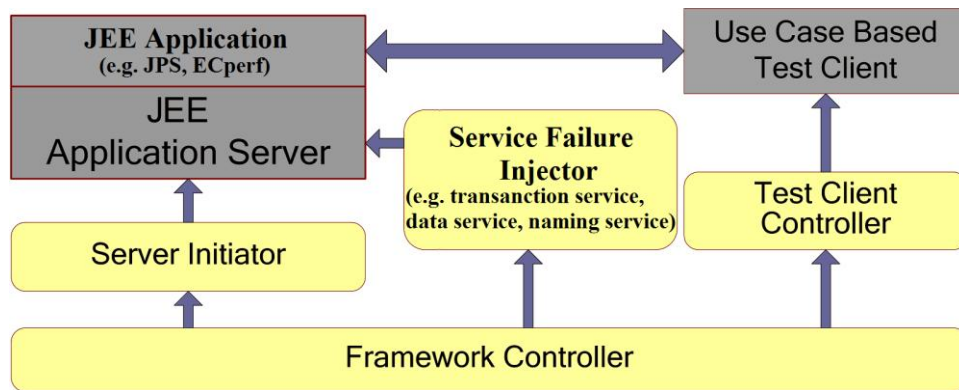 JEE Application
(e.g. JPS, ECperf)
JEE
Application Server
Use Case Based
Test Client
Service Failure
Injector
(e.g. transanction service,
data service, naming service)
Test Client
Controller
Server Initiator
Framework Controller